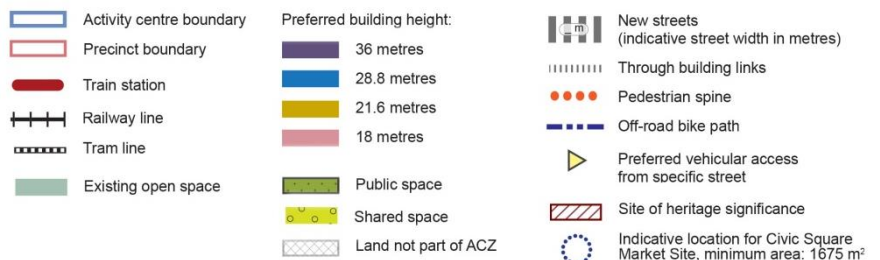 Activity centre boundary
Precinct boundary
Train station
Railway line
Tram line
Existing open space
Preferred building height:
36 metres
28.8 metres
21.6 metres
18 metres
Public space
Shared space
Land not part of ACZ
m
New streets
(indicative street width in metres)
Through building links
Pedestrian spine
Off-road bike path
Preferred vehicular access
from specific street
Site of heritage significance
Indicative location for Civic Square
Market Site, minimum area: 1675 m²